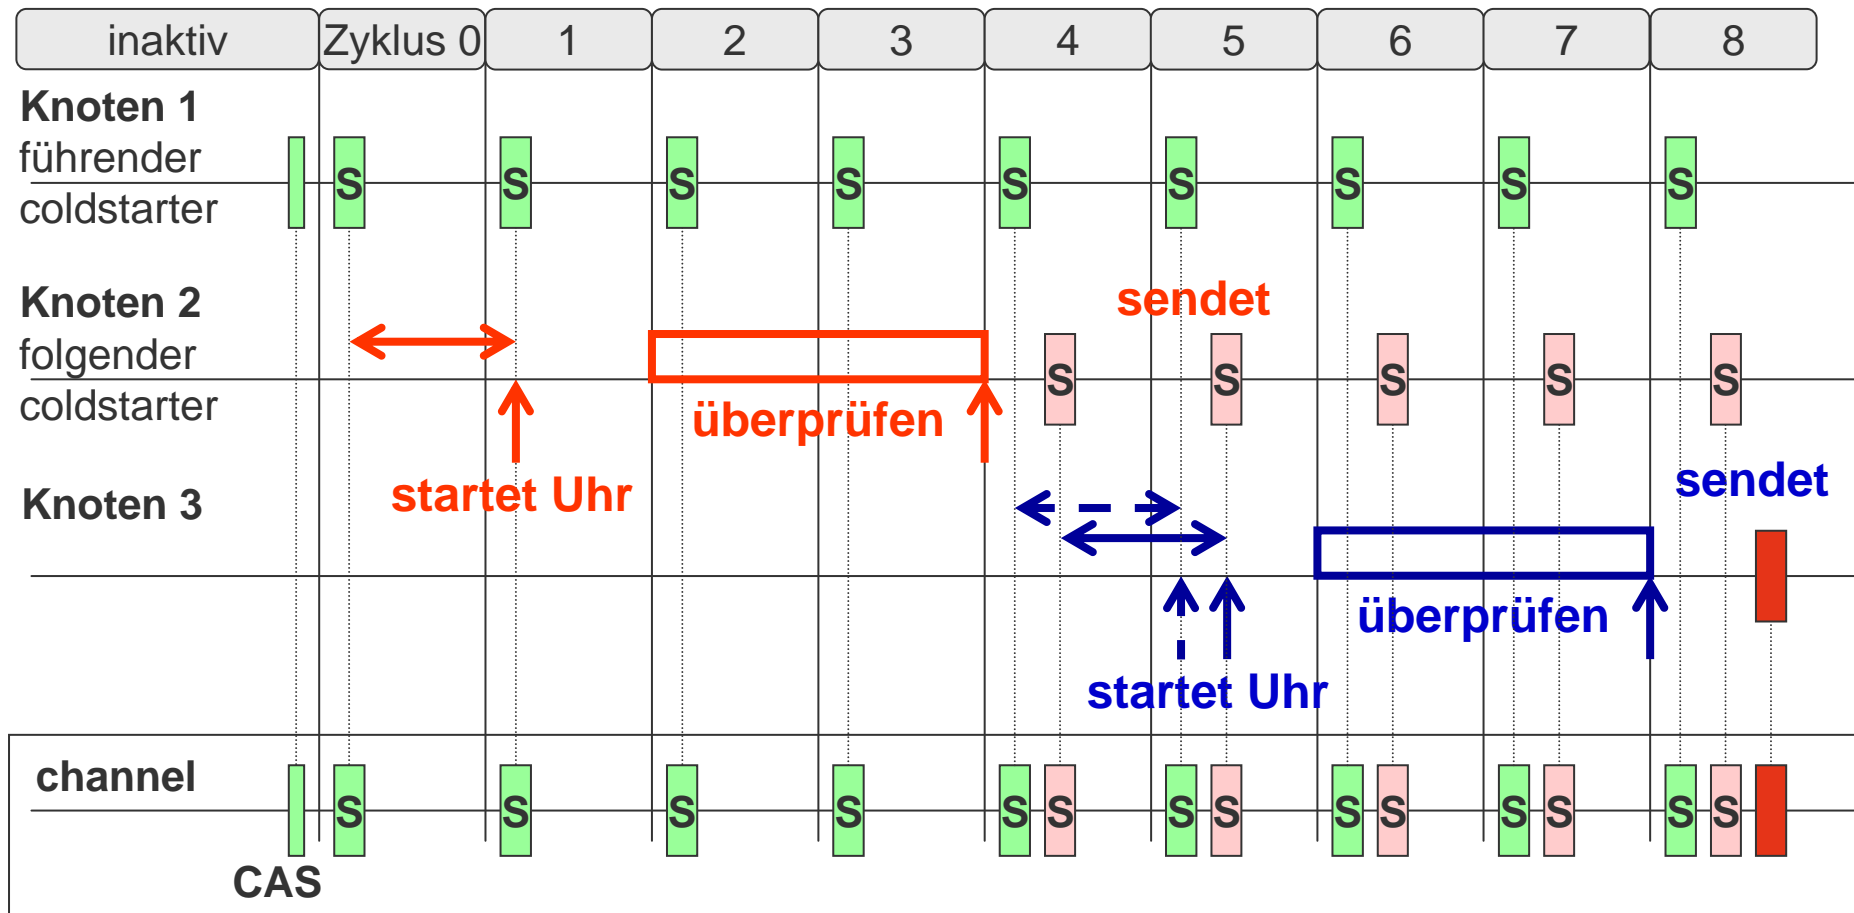 inaktiv Zyklus 0 1 2 3 4 5 6 7 8
Knoten 1
führender
coldstarter
S S S S S S S S S
Knoten 2
folgender
coldstarter
sendet
S S S S S
überprüfen
startet Uhr
Knoten 3
sendet
überprüfen
startet Uhr
channel
S S S S S S S S S S S S S S
CAS